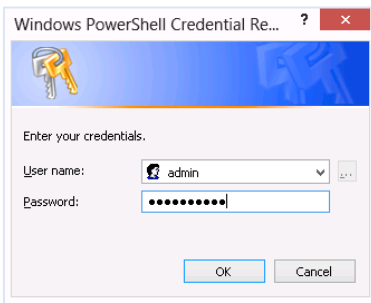 Windows PowerShell Credential Re... ?
Enter your credentials.
User name: admin ...
Password: ●●●●●●●●●●
OK Cancel